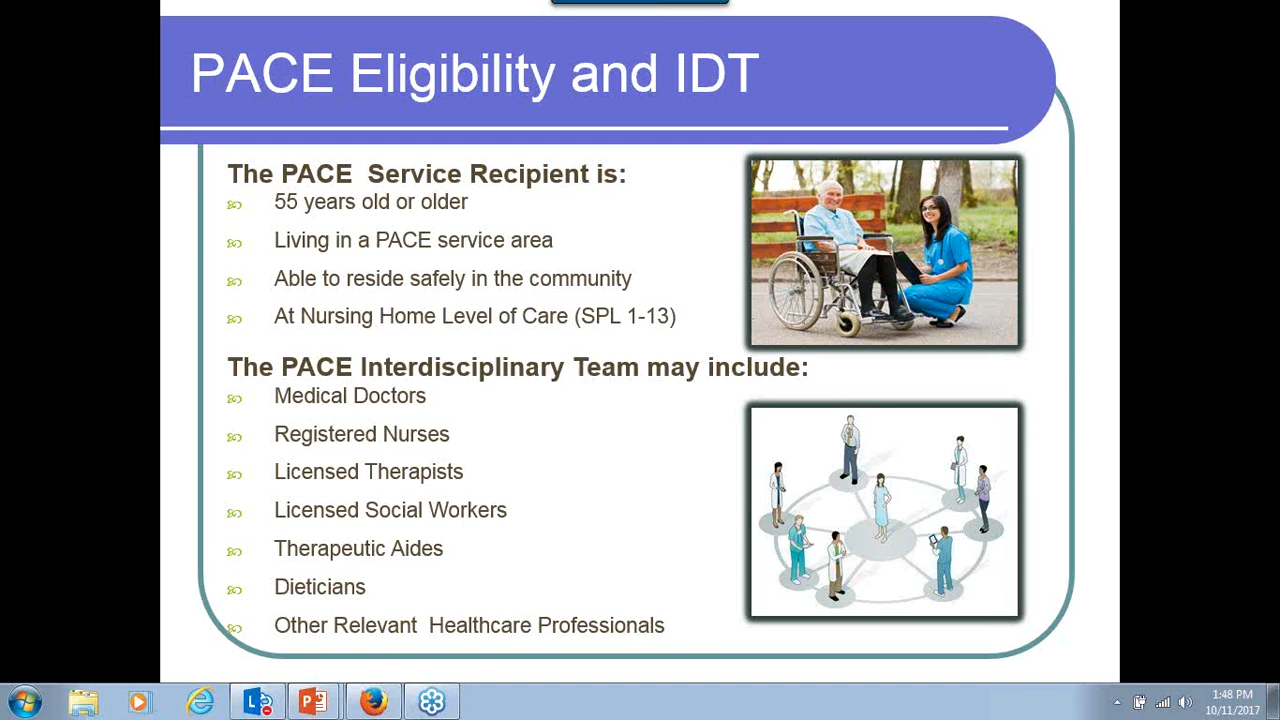 PACE Eligibility and IDT
The PACE Service Recipient is:
55 years old or older
Living in a PACE service area
Able to reside safely in the community
At Nursing Home Level of Care (SPL 1-13)
The PACE Interdisciplinary Team may include:
Medical Doctors
Registered Nurses
Licensed Therapists
Licensed Social Workers
Therapeutic Aides
Dieticians
Other Relevant Healthcare Professionals
1:48 PM
10/11/2017